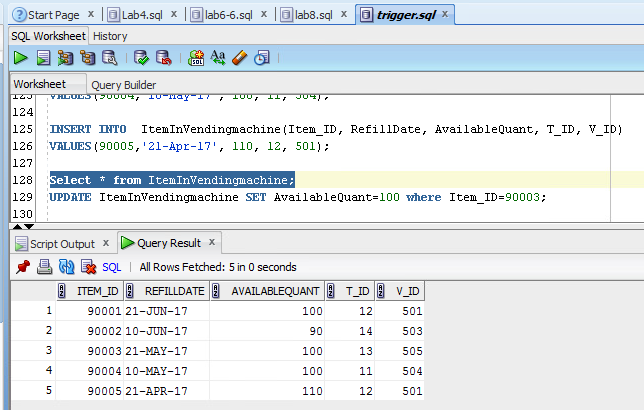 Start Page x Lab4.sql x lab6-6.sql x lab8.sql x trigger.sql x
SQL Worksheet History
SQL Aa
Worksheet Query Builder
123 VALUES(90004,'10-May-17', 100, 11, 504);
124
125 INSERT INTO ItemInVendingmachine(Item_ID, RefillDate, AvailableQuant, T_ID, V_ID)
126 VALUES(90005,'21-Apr-17', 110, 12, 501);
127
128 Select * from ItemInVendingmachine;
129 UPDATE ItemInVendingmachine SET AvailableQuant=100 where Item_ID=90003;
130
Script Output x Query Result x
SQL | All Rows Fetched: 5 in 0 seconds
ITEM_ID REFILLDATE AVAILABLEQUANT T_ID V_ID
1 90001 21-JUN-17 100 12 501
2 90002 10-JUN-17 90 14 503
3 90003 21-MAY-17 100 13 505
4 90004 10-MAY-17 100 11 504
5 90005 21-APR-17 110 12 501